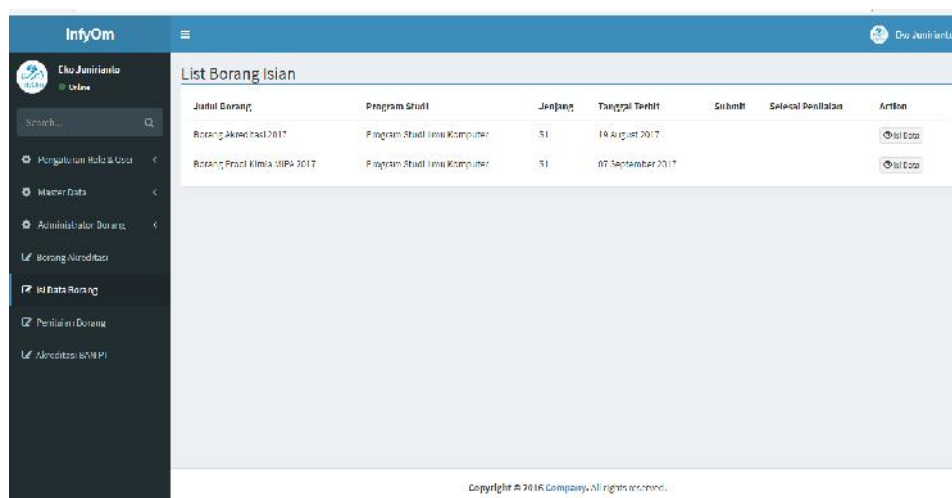 InfyOm
Eko Junirianto
Eko Junirianto
Online
Search...
Pengaturan Role & User
Master Data
Administrator Borang
Borang Akreditasi
Isi Data Borang
Penilaian Borang
Akreditasi BAN PT
List Borang Isian
Judul Borang Program Studi Jenjang Tanggal Terbit Submit Selesai Penilaian Action
Borang Akreditasi 2017 Program Studi Ilmu Komputer S1 19 August 2017 Isi Data
Borang Prodi Kimia MIPA 2017 Program Studi Ilmu Komputer S1 07 September 2017 Isi Data
Copyright © 2016 Company. All rights reserved.